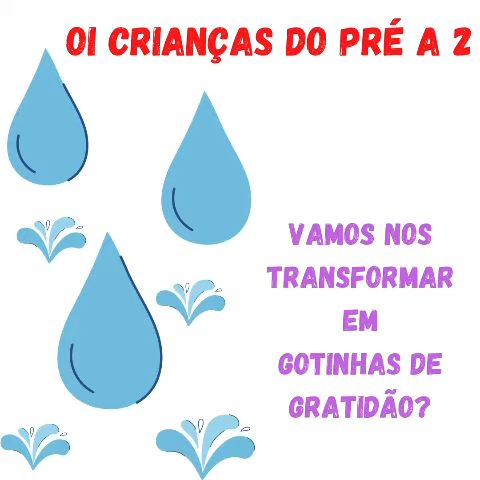 OI CRIANÇAS DO PRÉ A 2
VAMOS NOS
TRANSFORMAR
EM
GOTINHAS DE
GRATIDÃO?